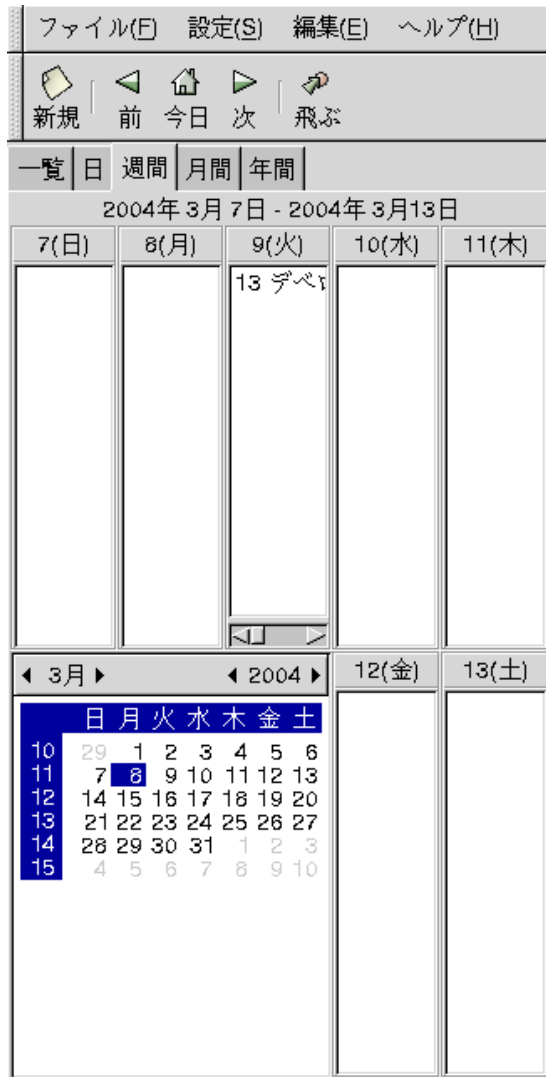 ファイル(F) 設定(S) 編集(E) ヘルプ(H)
新規 前 今日 次 飛ぶ
一覧 日 週間 月間 年間
2004年 3月 7日 - 2004年 3月13日
7(日) 8(月) 9(火) 10(水) 11(木)
13 デベロ
3月 2004 12(金) 13(土)
日 月 火 水 木 金 土
10 29 1 2 3 4 5 6
11 7 8 9 10 11 12 13
12 14 15 16 17 18 19 20
13 21 22 23 24 25 26 27
14 28 29 30 31 1 2 3
15 4 5 6 7 8 9 10